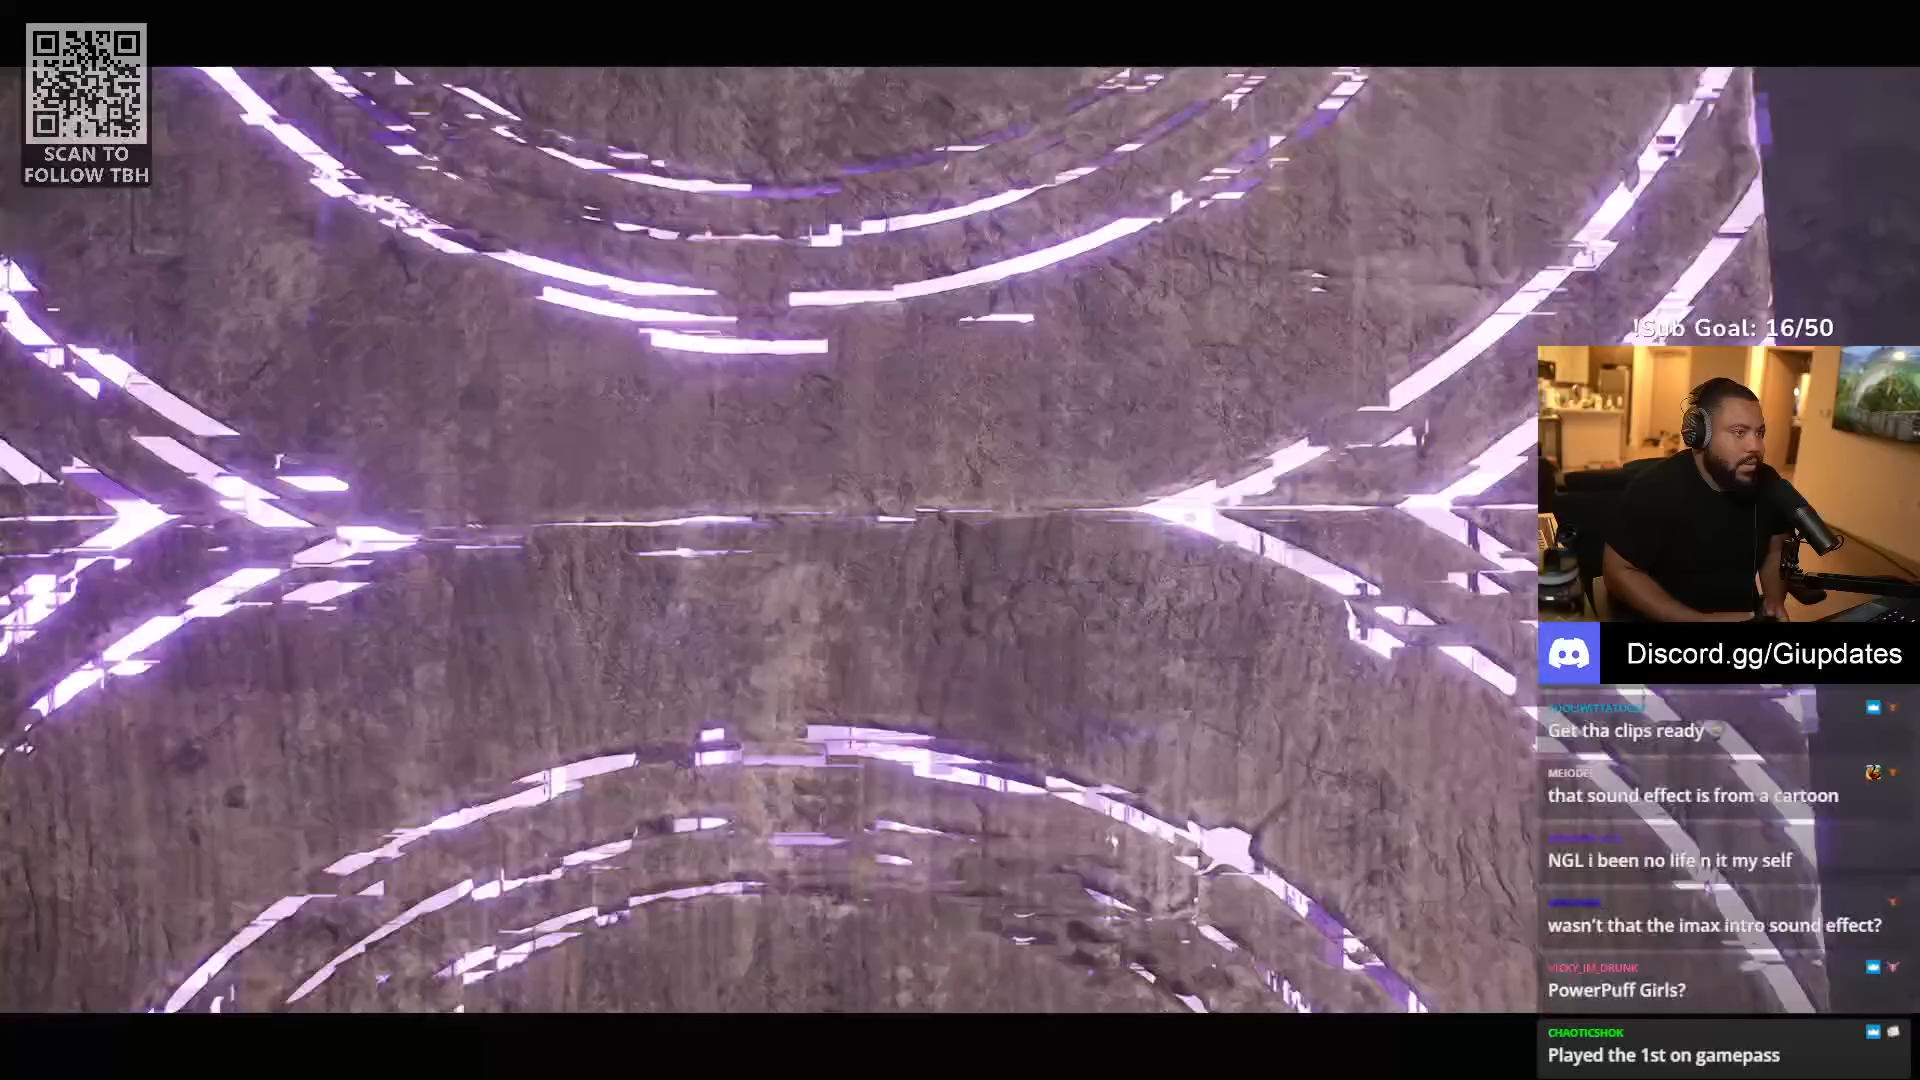 SCAN TO
FOLLOW TBH
!Sub Goal: 16/50
Discord.gg/Giupdates
Get tha clips ready
that sound effect is from a cartoon
NGL i been no life n it my self
wasn't that the imax intro sound effect?
VICKY_IM_DRUNK
PowerPuff Girls?
CHAOTICSHOK
Played the 1st on gamepass